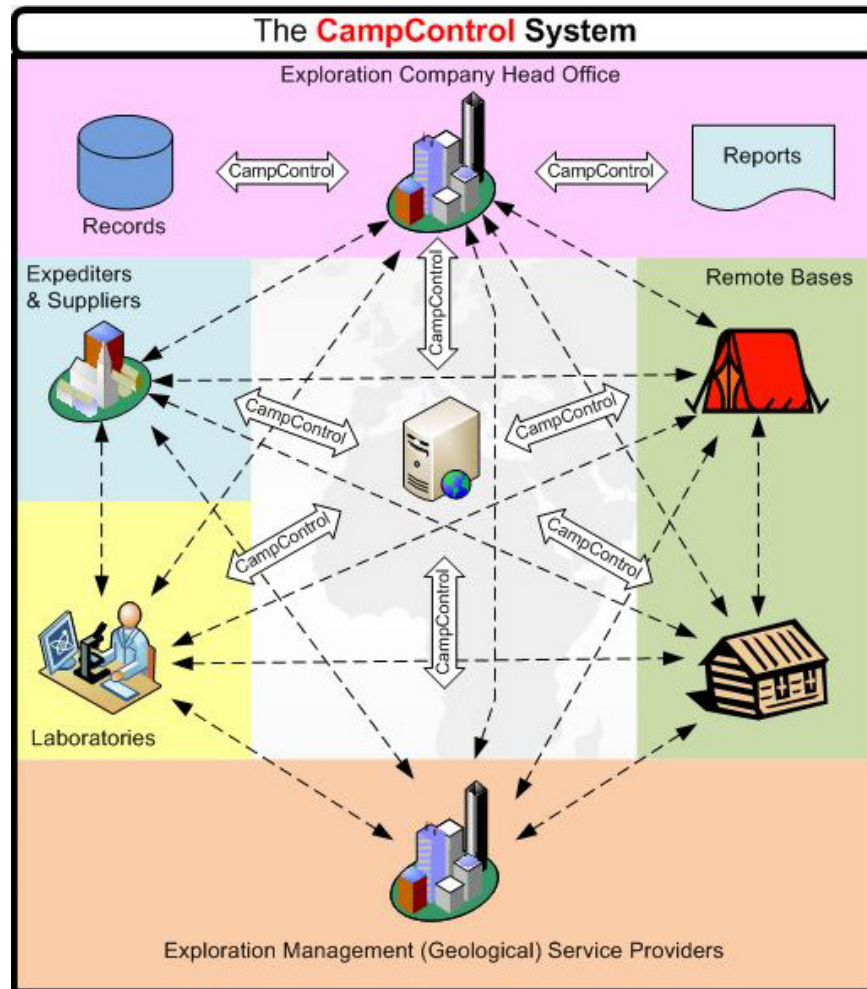 The CampControl System
Exploration Company Head Office
CampControl
CampControl
Reports
Records
CampControl
Expediters
& Suppliers
Remote Bases
CampControl
CampControl
CampControl
CampControl
CampControl
Laboratories
Exploration Management (Geological) Service Providers